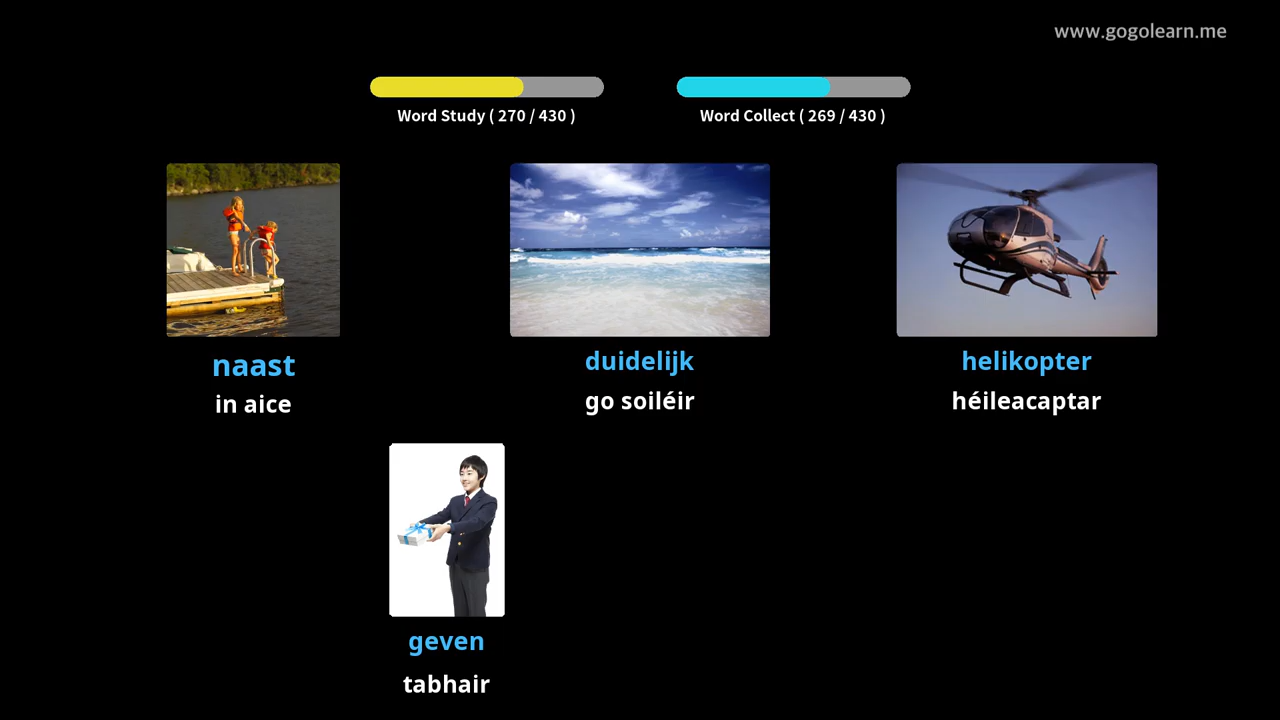 www.gogolearn.me
Word Study ( 270 / 430 )
Word Collect ( 269 / 430 )
naast
in aice
duidelijk
go soiléir
helikopter
héileacaptar
geven
tabhair